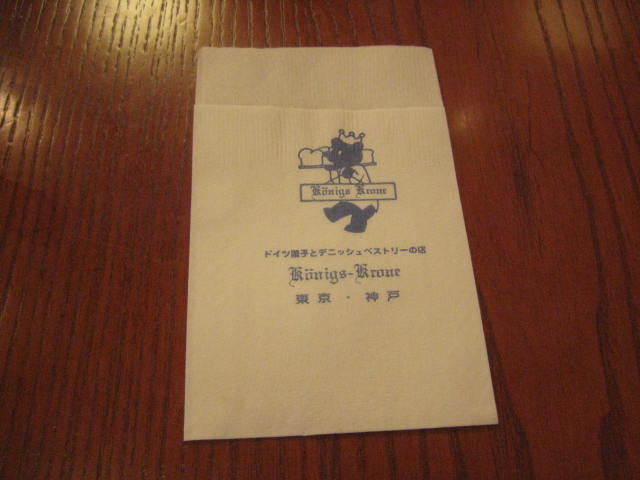 Königs Krone
ドイツ菓子とデニッシュペストリーの店
Königs-Krone
東京・神戸